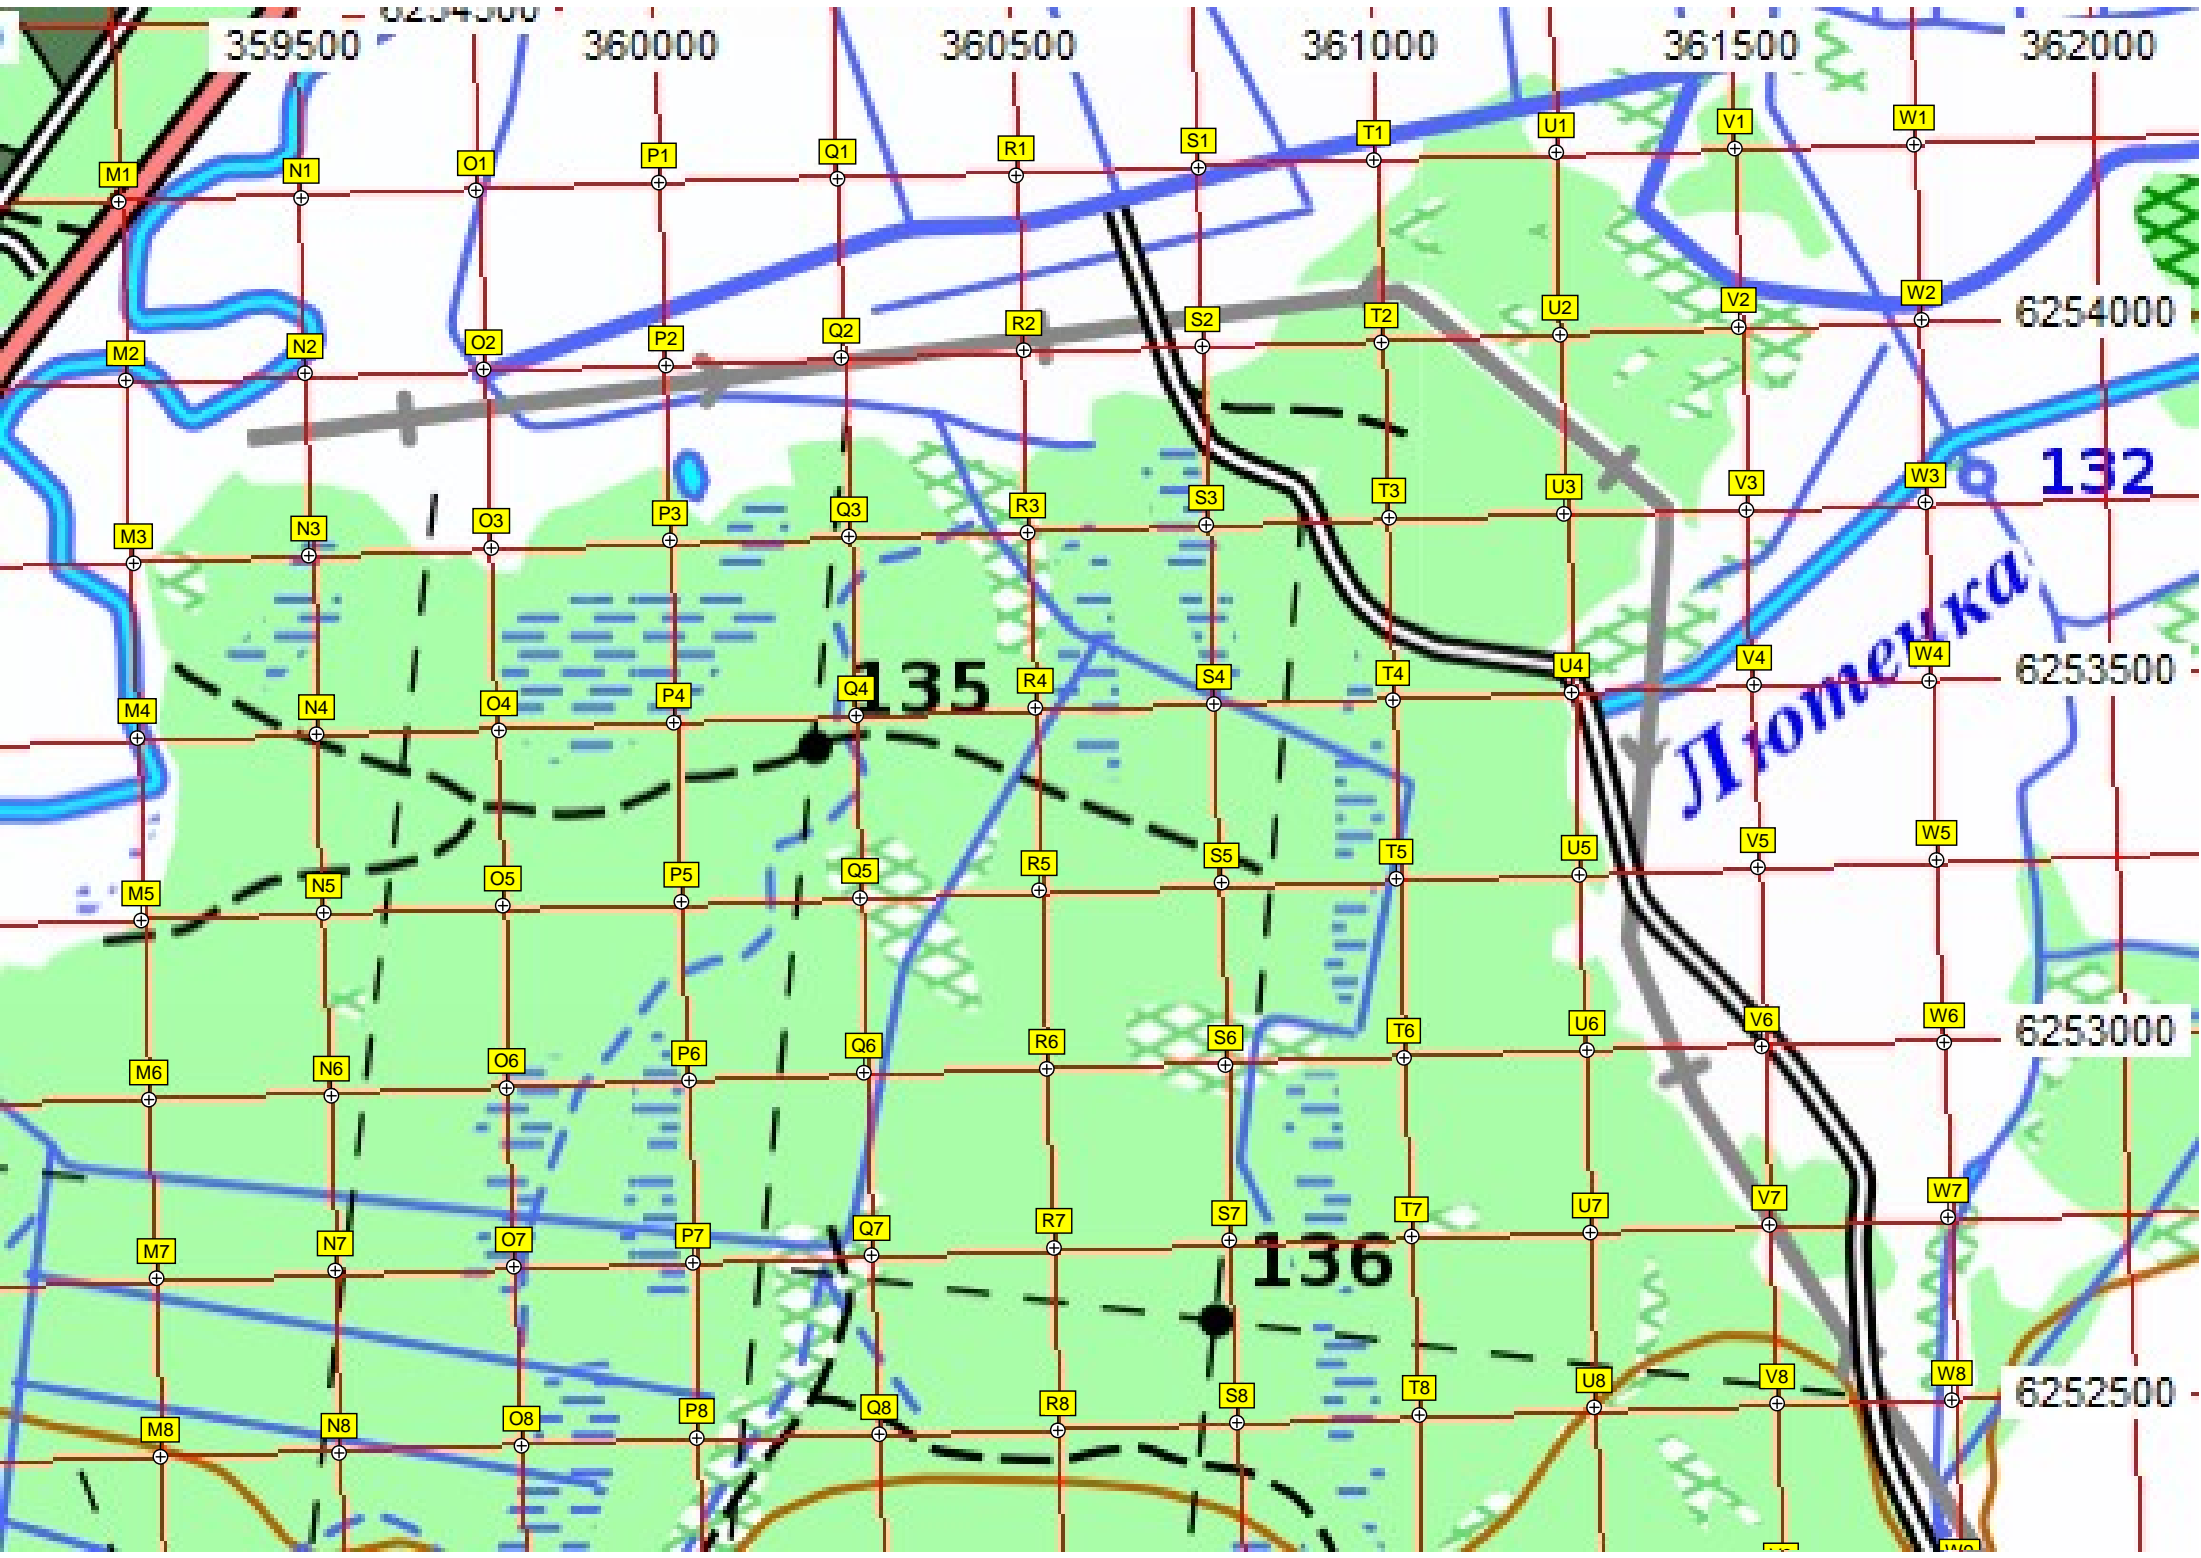 6254500
359500 360000 360500 361000 361500 362000
M1 N1 O1 P1 Q1 R1 S1 T1 U1 V1 W1
M2 N2 O2 P2 Q2 R2 S2 T2 U2 V2 W2 6254000
M3 N3 O3 P3 Q3 R3 S3 T3 U3 V3 W3 132
M4 N4 O4 P4 Q4 135 R4 S4 T4 U4 V4 W4 6253500
Лютецка
M5 N5 O5 P5 Q5 R5 S5 T5 U5 V5 W5
M6 N6 O6 P6 Q6 R6 S6 T6 U6 V6 W6 6253000
M7 N7 O7 P7 Q7 R7 S7 T7 U7 V7 W7
136
M8 N8 O8 P8 Q8 R8 S8 T8 U8 V8 W8 6252500